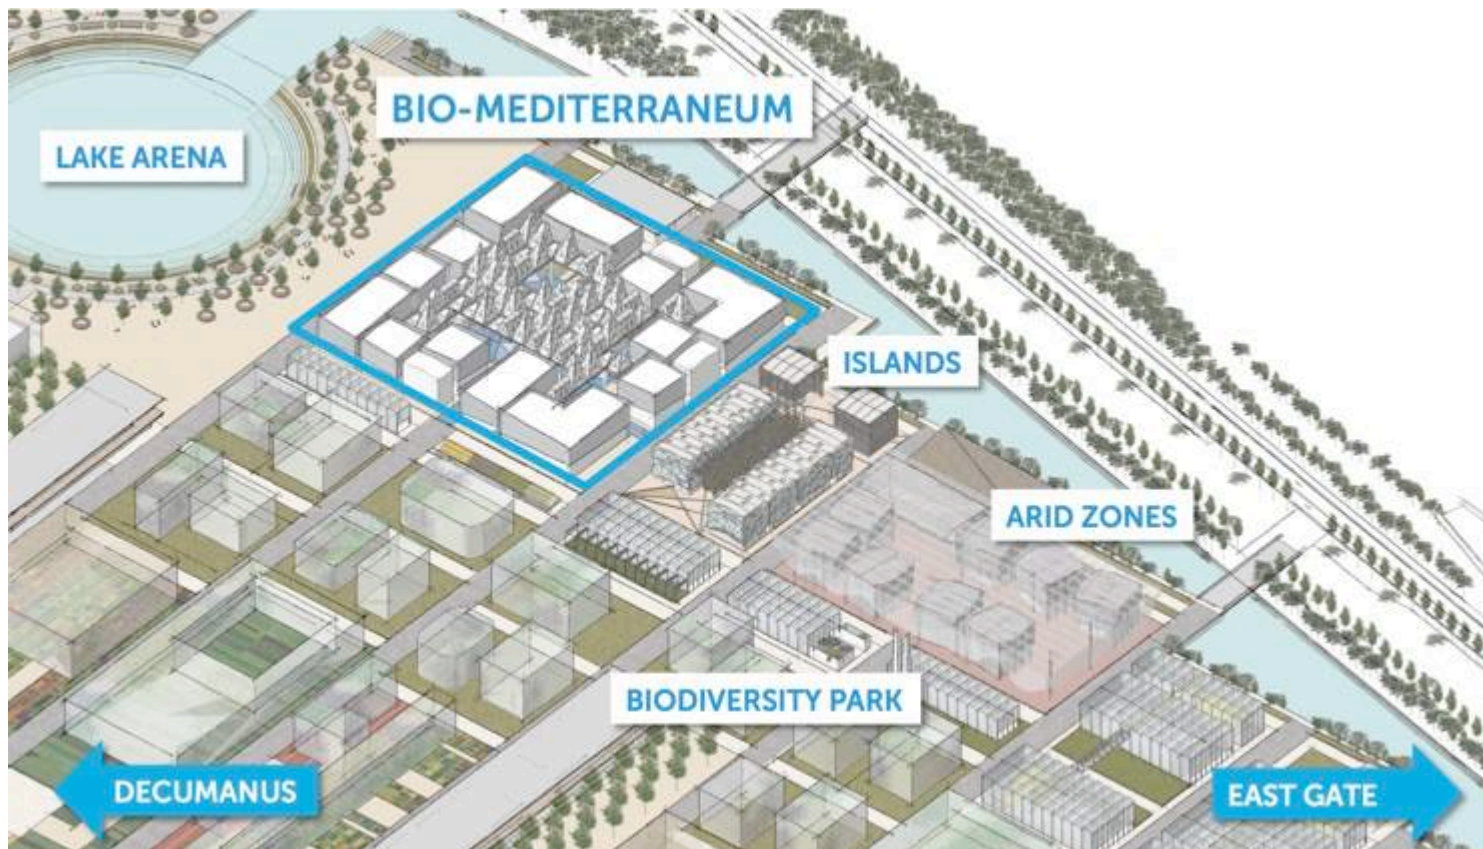 BIO-MEDITERRANEUM
LAKE ARENA
ISLANDS
ARID ZONES
BIODIVERSITY PARK
DECUMANUS
EAST GATE